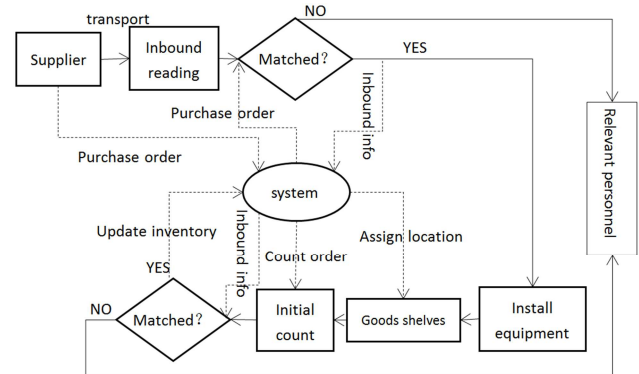 NO
transport
Supplier
Inbound
reading
Matched?
YES
Purchase order
Inbound info
Purchase order
Relevant personnel
system
Update inventory
Inbound info
Assign location
Count order
YES
NO
Matched?
Initial
count
Goods shelves
Install
equipment